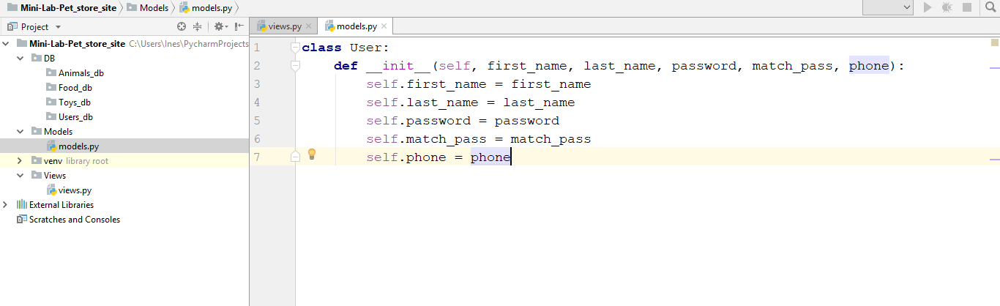 Mini-Lab-Pet_store_site Models models.py
Project
views.py models.py
Mini-Lab-Pet_store_site C:\Users\Ines\PycharmProjects
DB
Animals_db
Food_db
Toys_db
Users_db
Models
models.py
venv library root
Views
views.py
External Libraries
Scratches and Consoles
1 class User:
2 def __init__(self, first_name, last_name, password, match_pass, phone):
3 self.first_name = first_name
4 self.last_name = last_name
5 self.password = password
6 self.match_pass = match_pass
7 self.phone = phone